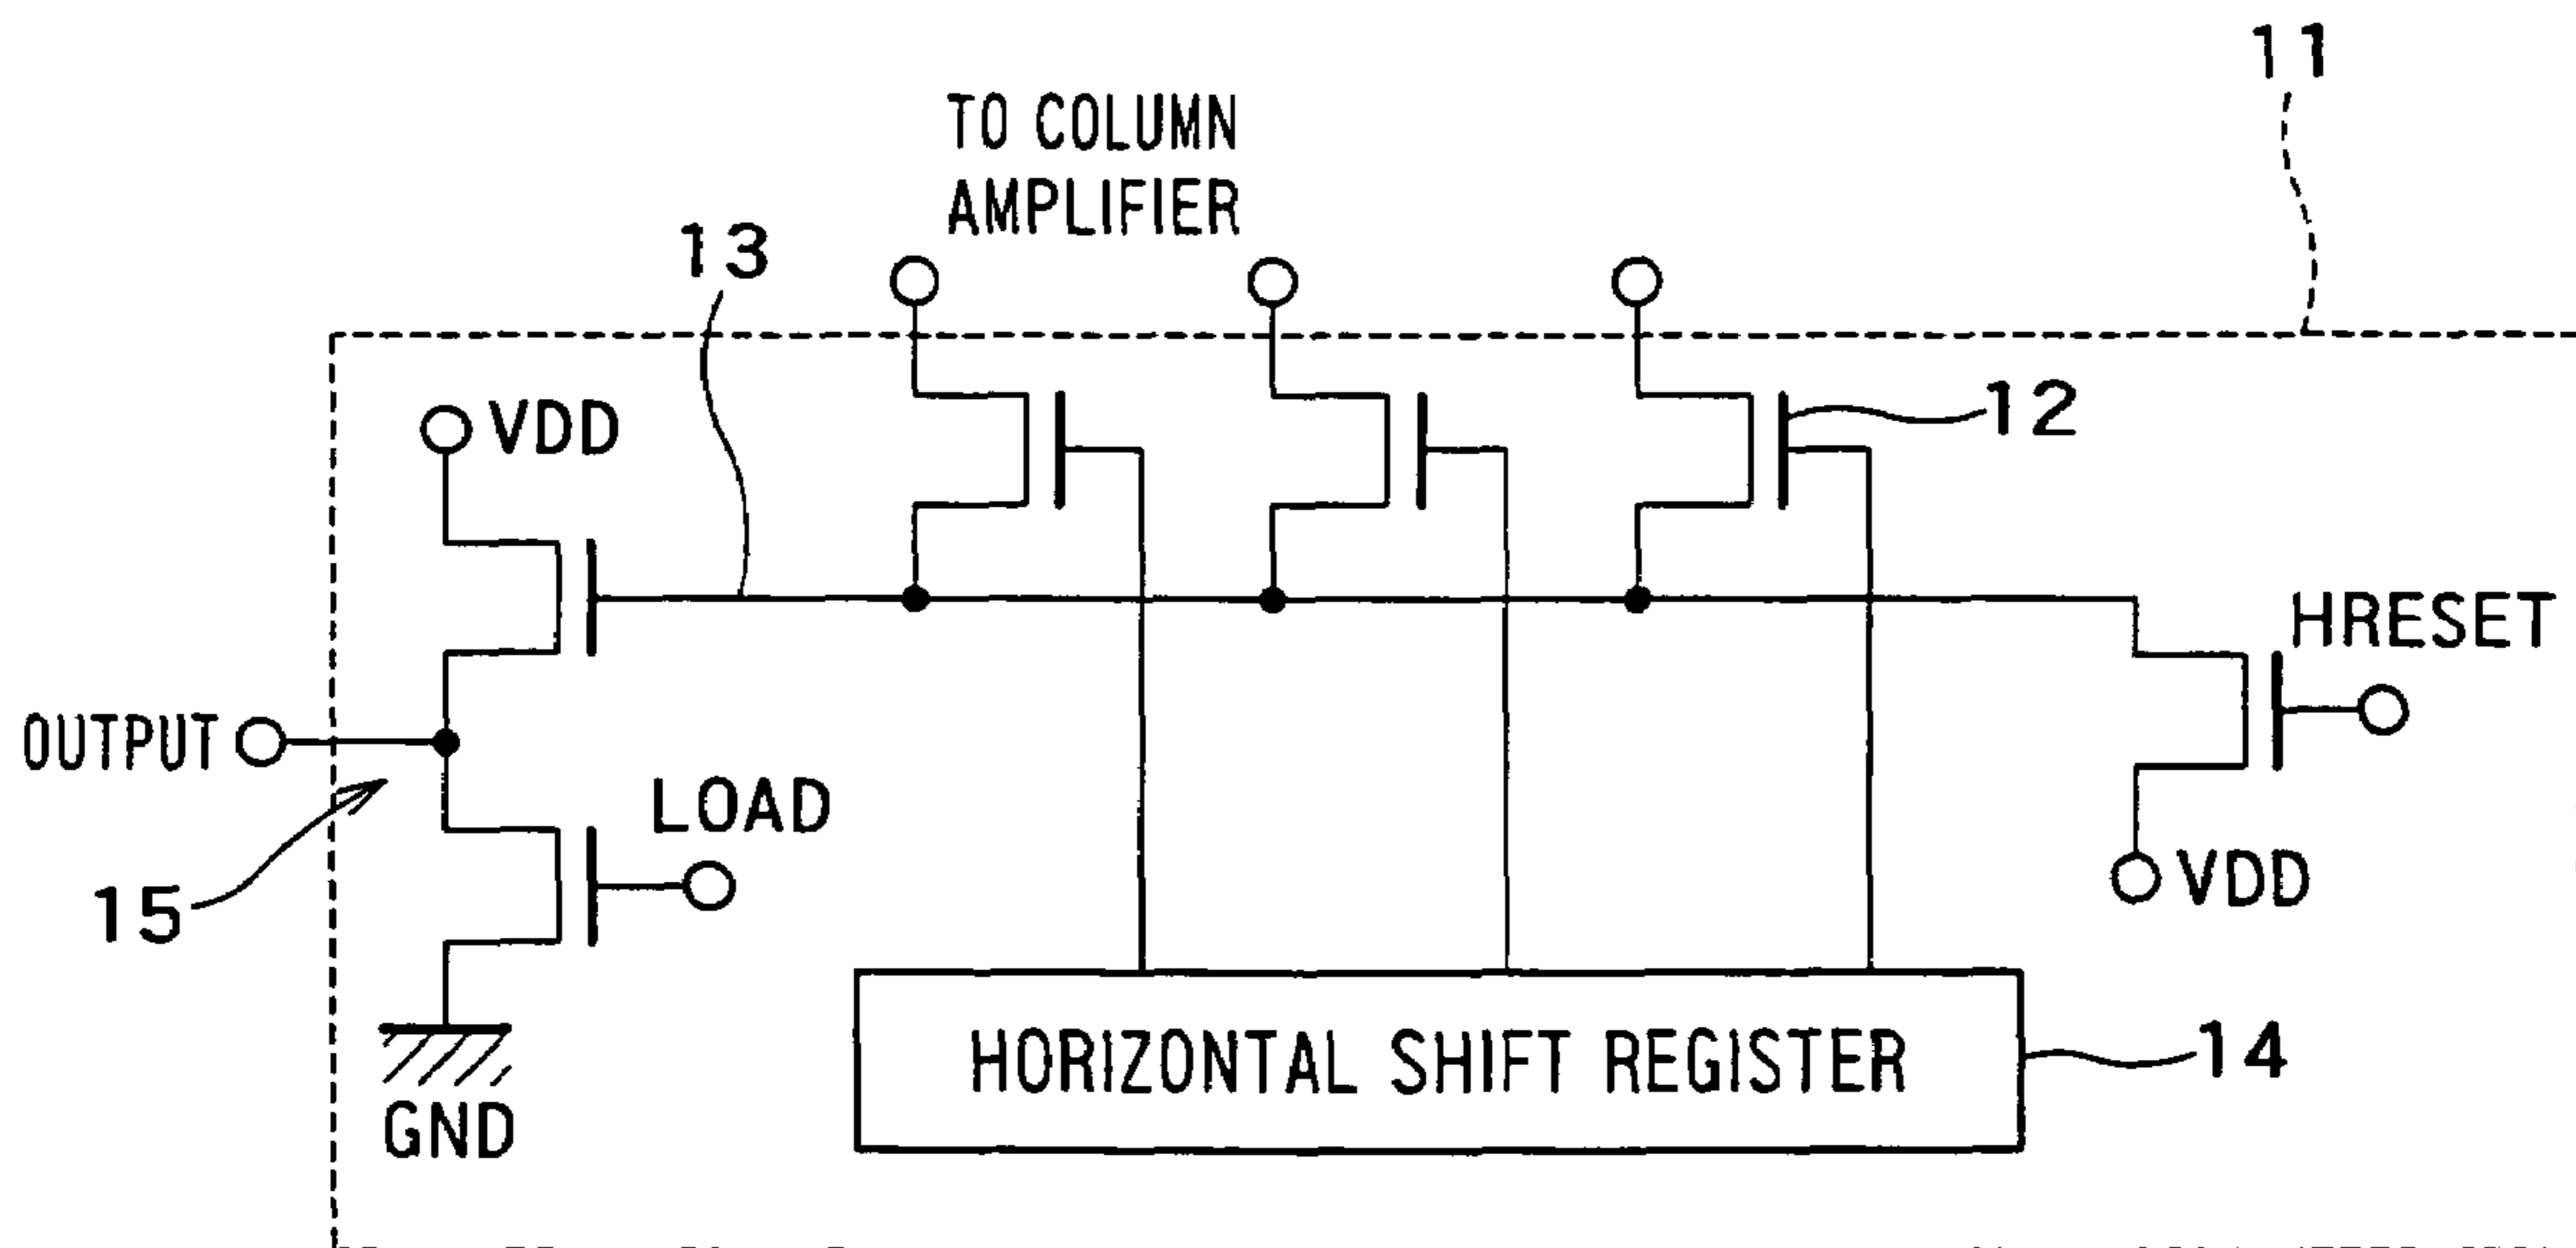 11
TO COLUMN
AMPLIFIER
13
VDD
12
HRESET
OUTPUT
LOAD
15
VDD
HORIZONTAL SHIFT REGISTER
14
GND